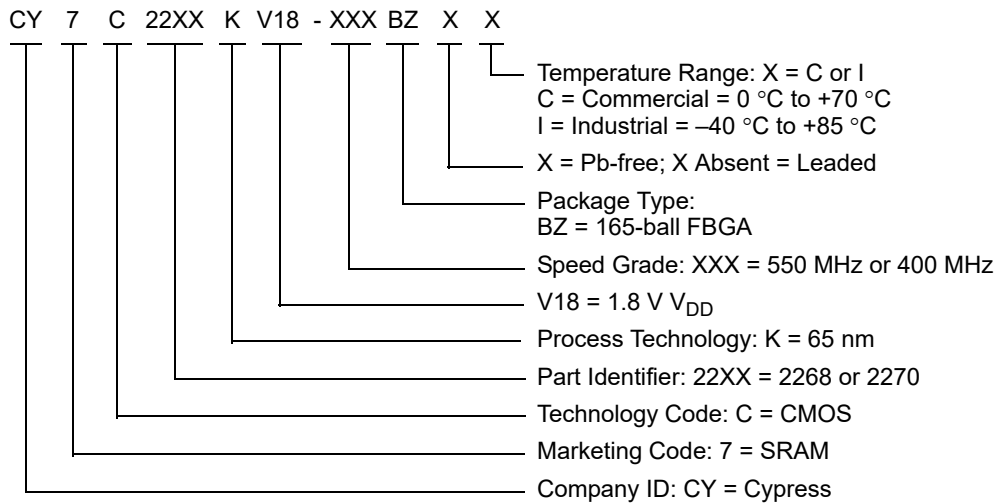 CY 7 C 22XX K V18 - XXX BZ X X
Temperature Range: X = C or I
C = Commercial = 0 °C to +70 °C
I = Industrial = –40 °C to +85 °C
X = Pb-free; X Absent = Leaded
Package Type:
BZ = 165-ball FBGA
Speed Grade: XXX = 550 MHz or 400 MHz
V18 = 1.8 V VDD
Process Technology: K = 65 nm
Part Identifier: 22XX = 2268 or 2270
Technology Code: C = CMOS
Marketing Code: 7 = SRAM
Company ID: CY = Cypress